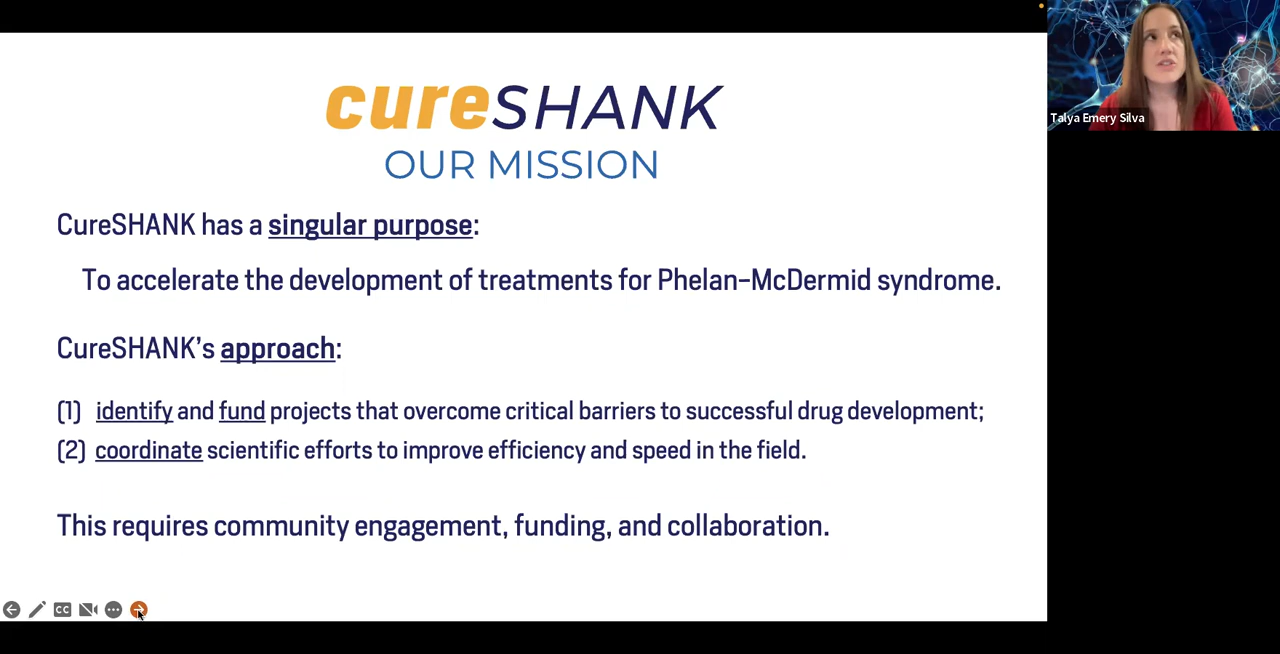 cureSHANK
OUR MISSION
Talya Emery Silva
CureSHANK has a singular purpose:
To accelerate the development of treatments for Phelan-McDermid syndrome.
CureSHANK's approach:
(1) identify and fund projects that overcome critical barriers to successful drug development;
(2) coordinate scientific efforts to improve efficiency and speed in the field.
This requires community engagement, funding, and collaboration.
CC